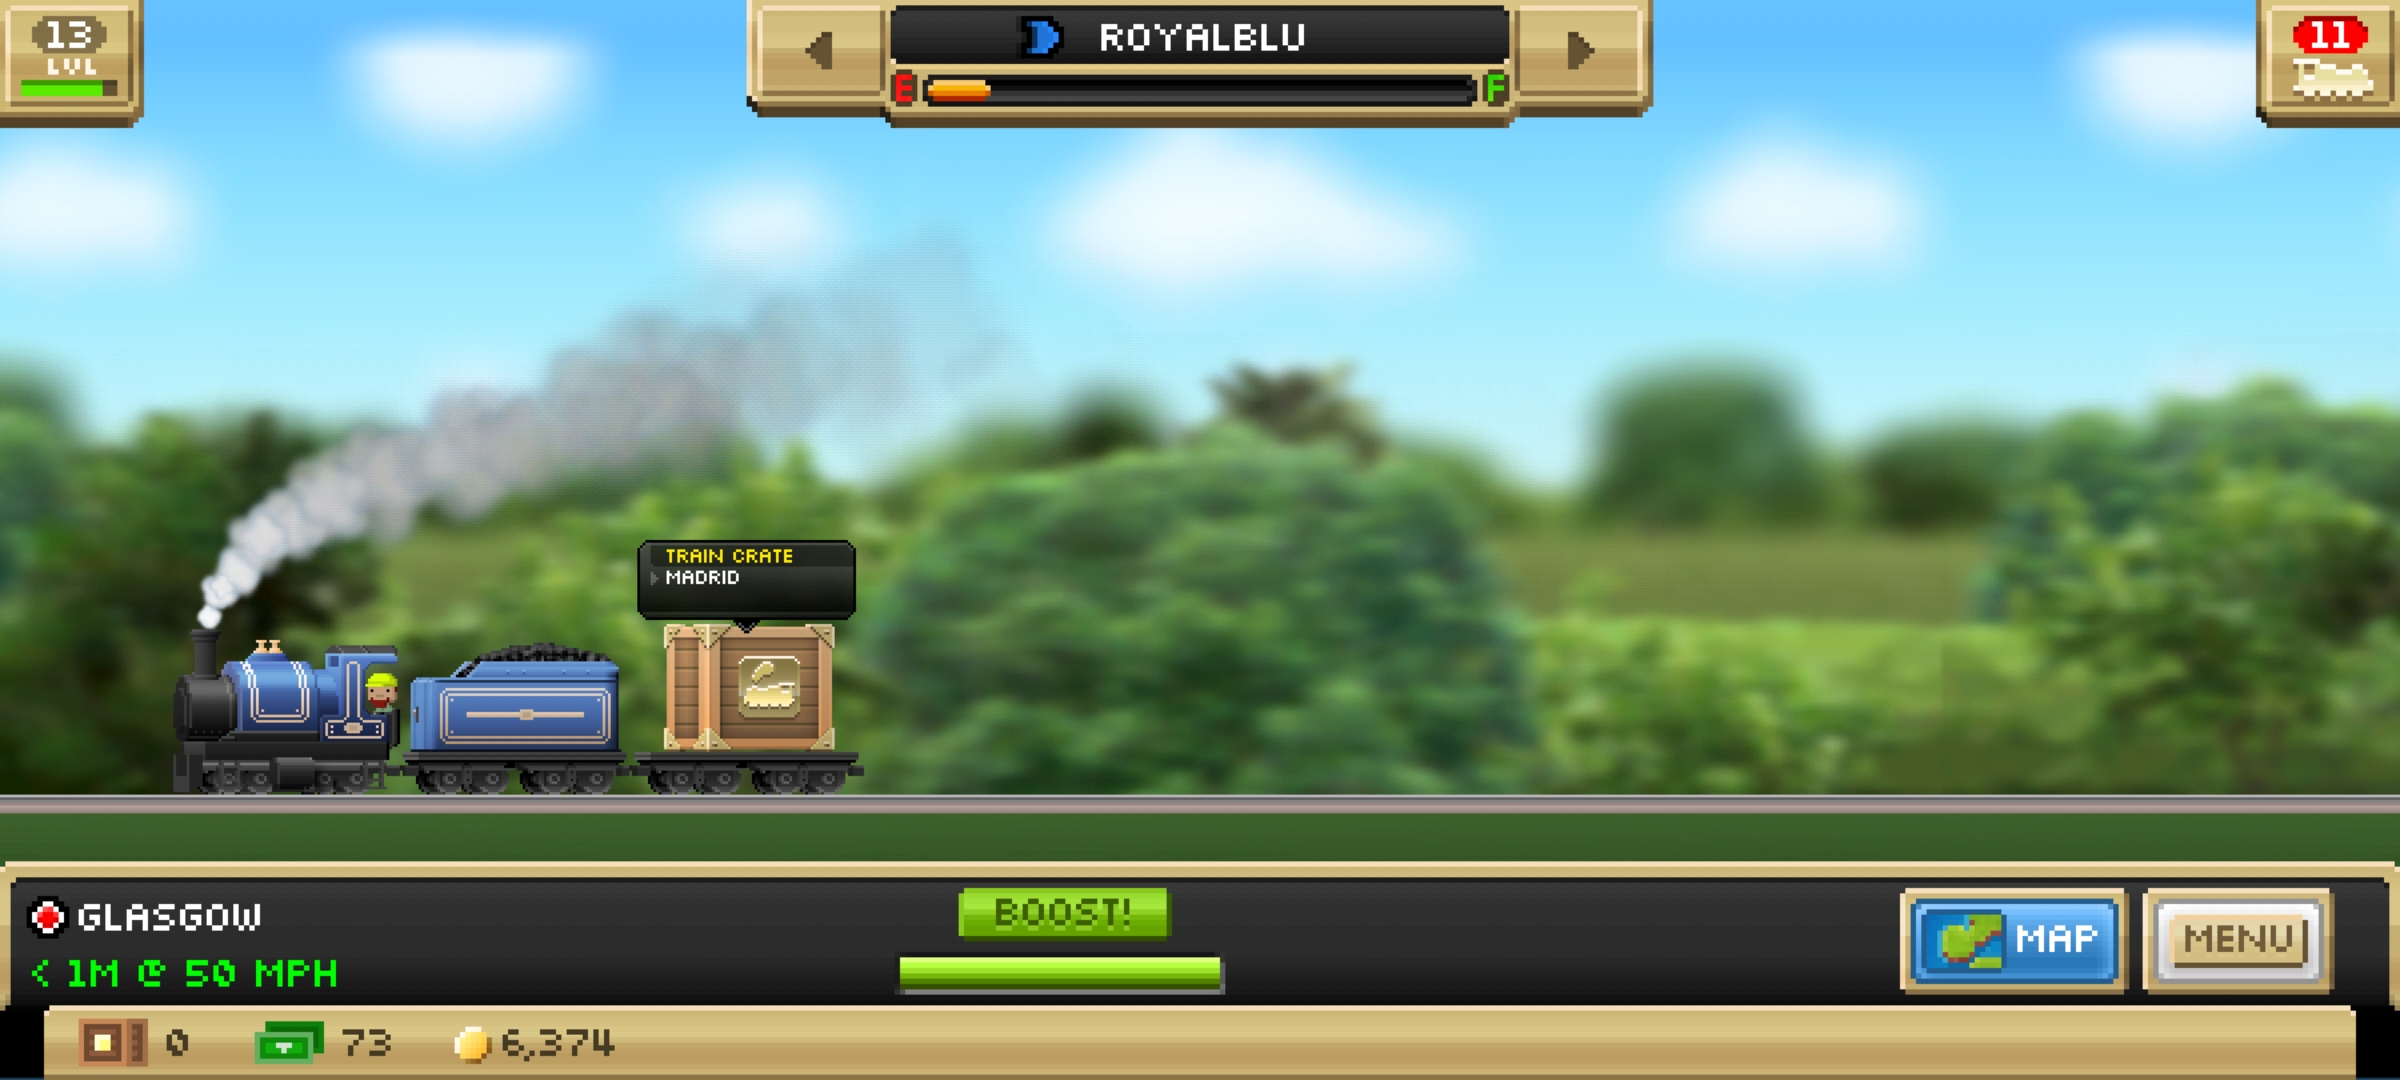 13
LVL
ROYALBLU
E F
11
TRAIN CRATE
MADRID
GLASGOW
< 1M @ 50 MPH
BOOST!
MAP
MENU
0 73 6,374